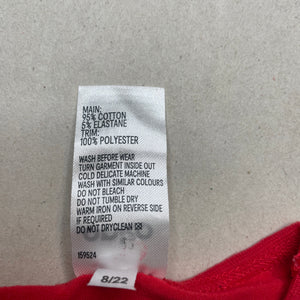 MAIN:
95% COTTON
5% ELASTANE
TRIM:
100% POLYESTER
WASH BEFORE WEAR
TURN GARMENT INSIDE OUT
COLD DELICATE MACHINE
WASH WITH SIMILAR COLOURS
DO NOT BLEACH
DO NOT TUMBLE DRY
WARM IRON ON REVERSE SIDE
IF REQUIRED
DO NOT DRYCLEAN
159524
8/22